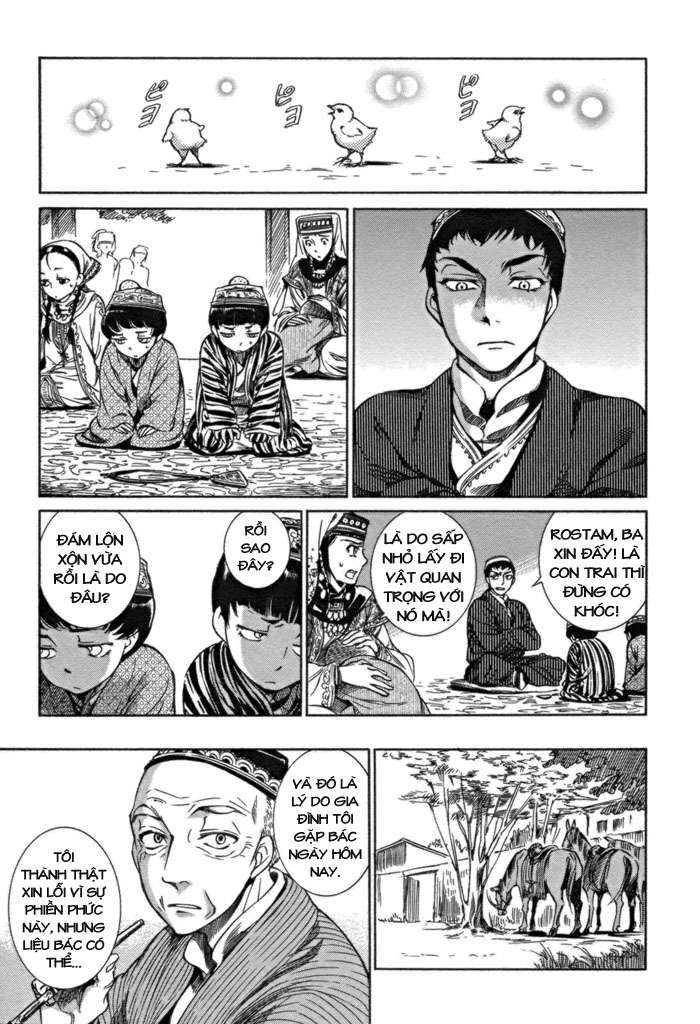 ピヨ
ピヨ
ピヨ
ROSTAM, BA
XIN ĐẤY! LÀ
CON TRAI THÌ
ĐỪNG CÓ
KHÓC!
LÀ DO SẤP
NHỎ LẤY ĐI
VẬT QUAN
TRỌNG VỚI
NÓ MÀ!
RỒI
SAO
ĐÂY?
ĐÁM LỘN
XỘN VỪA
RỒI LÀ DO
ĐÂU?
VÀ ĐÓ LÀ
LÝ DO GIA
ĐÌNH TÔI
GẶP BÁC
NGÀY HÔM
NAY.
TÔI
THÀNH THẬT
XIN LỖI VÌ SỰ
PHIỀN PHỨC
NÀY, NHƯNG
LIỆU BÁC CÓ
THỂ...